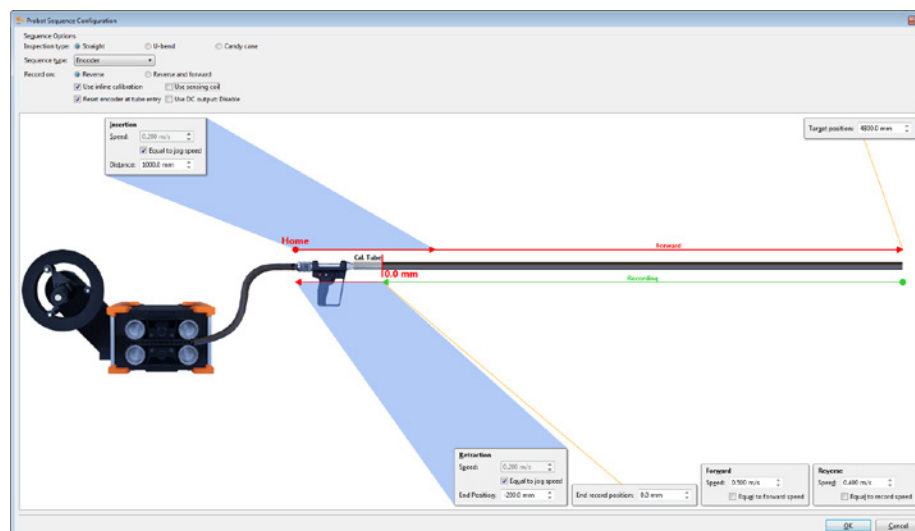 Probot Sequence Configuration
Sequence Options
Inspection type: Straight U-bend Candy cane
Sequence type: Encoder
Record on: Reverse Reverse and forward
Use inline calibration Use sensing coil
Reset encoder at tube entry Use DC output: Disable
Insertion
Speed: 0.200 m/s
Equal to jog speed
Distance: 1000.0 mm
Target position: 4800.0 mm
Home
Forward
Cal. Tube
0.0 mm
Recording
Retraction
Speed: 0.200 m/s
Equal to jog speed
End Position: -200.0 mm
End record position: 0.0 mm
Forward
Speed: 0.500 m/s
Equal to forward speed
Reverse
Speed: 0.400 m/s
Equal to record speed
OK Cancel